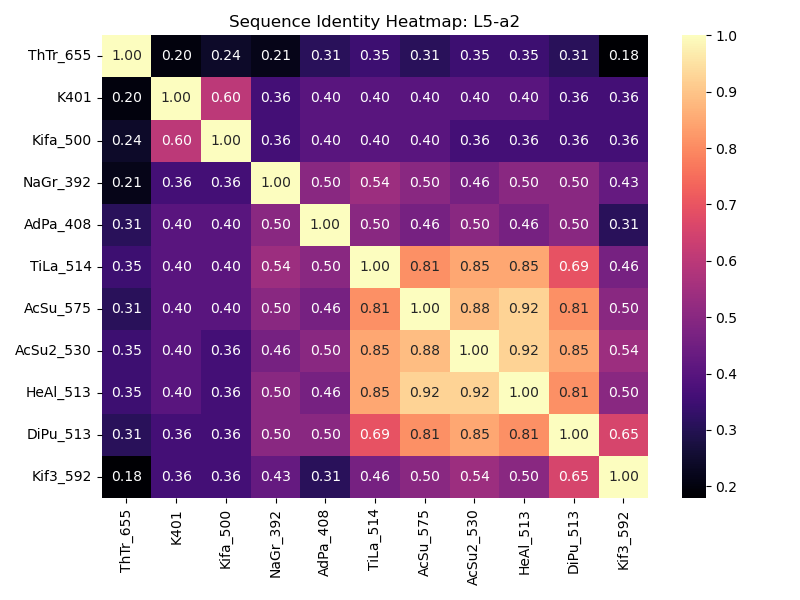 Sequence Identity Heatmap: L5-a2
ThTr_655 1.00 0.20 0.24 0.21 0.31 0.35 0.31 0.35 0.35 0.31 0.18
K401 0.20 1.00 0.60 0.36 0.40 0.40 0.40 0.40 0.40 0.36 0.36
Kifa_500 0.24 0.60 1.00 0.36 0.40 0.40 0.40 0.36 0.36 0.36 0.36
NaGr_392 0.21 0.36 0.36 1.00 0.50 0.54 0.50 0.46 0.50 0.50 0.43
AdPa_408 0.31 0.40 0.40 0.50 1.00 0.50 0.46 0.50 0.46 0.50 0.31
TiLa_514 0.35 0.40 0.40 0.54 0.50 1.00 0.81 0.85 0.85 0.69 0.46
AcSu_575 0.31 0.40 0.40 0.50 0.46 0.81 1.00 0.88 0.92 0.81 0.50
AcSu2_530 0.35 0.40 0.36 0.46 0.50 0.85 0.88 1.00 0.92 0.85 0.54
HeAl_513 0.35 0.40 0.36 0.50 0.46 0.85 0.92 0.92 1.00 0.81 0.50
DiPu_513 0.31 0.36 0.36 0.50 0.50 0.69 0.81 0.85 0.81 1.00 0.65
Kif3_592 0.18 0.36 0.36 0.43 0.31 0.46 0.50 0.54 0.50 0.65 1.00
ThTr_655 K401 Kifa_500 NaGr_392 AdPa_408 TiLa_514 AcSu_575 AcSu2_530 HeAl_513 DiPu_513 Kif3_592
1.0
0.9
0.8
0.7
0.6
0.5
0.4
0.3
0.2